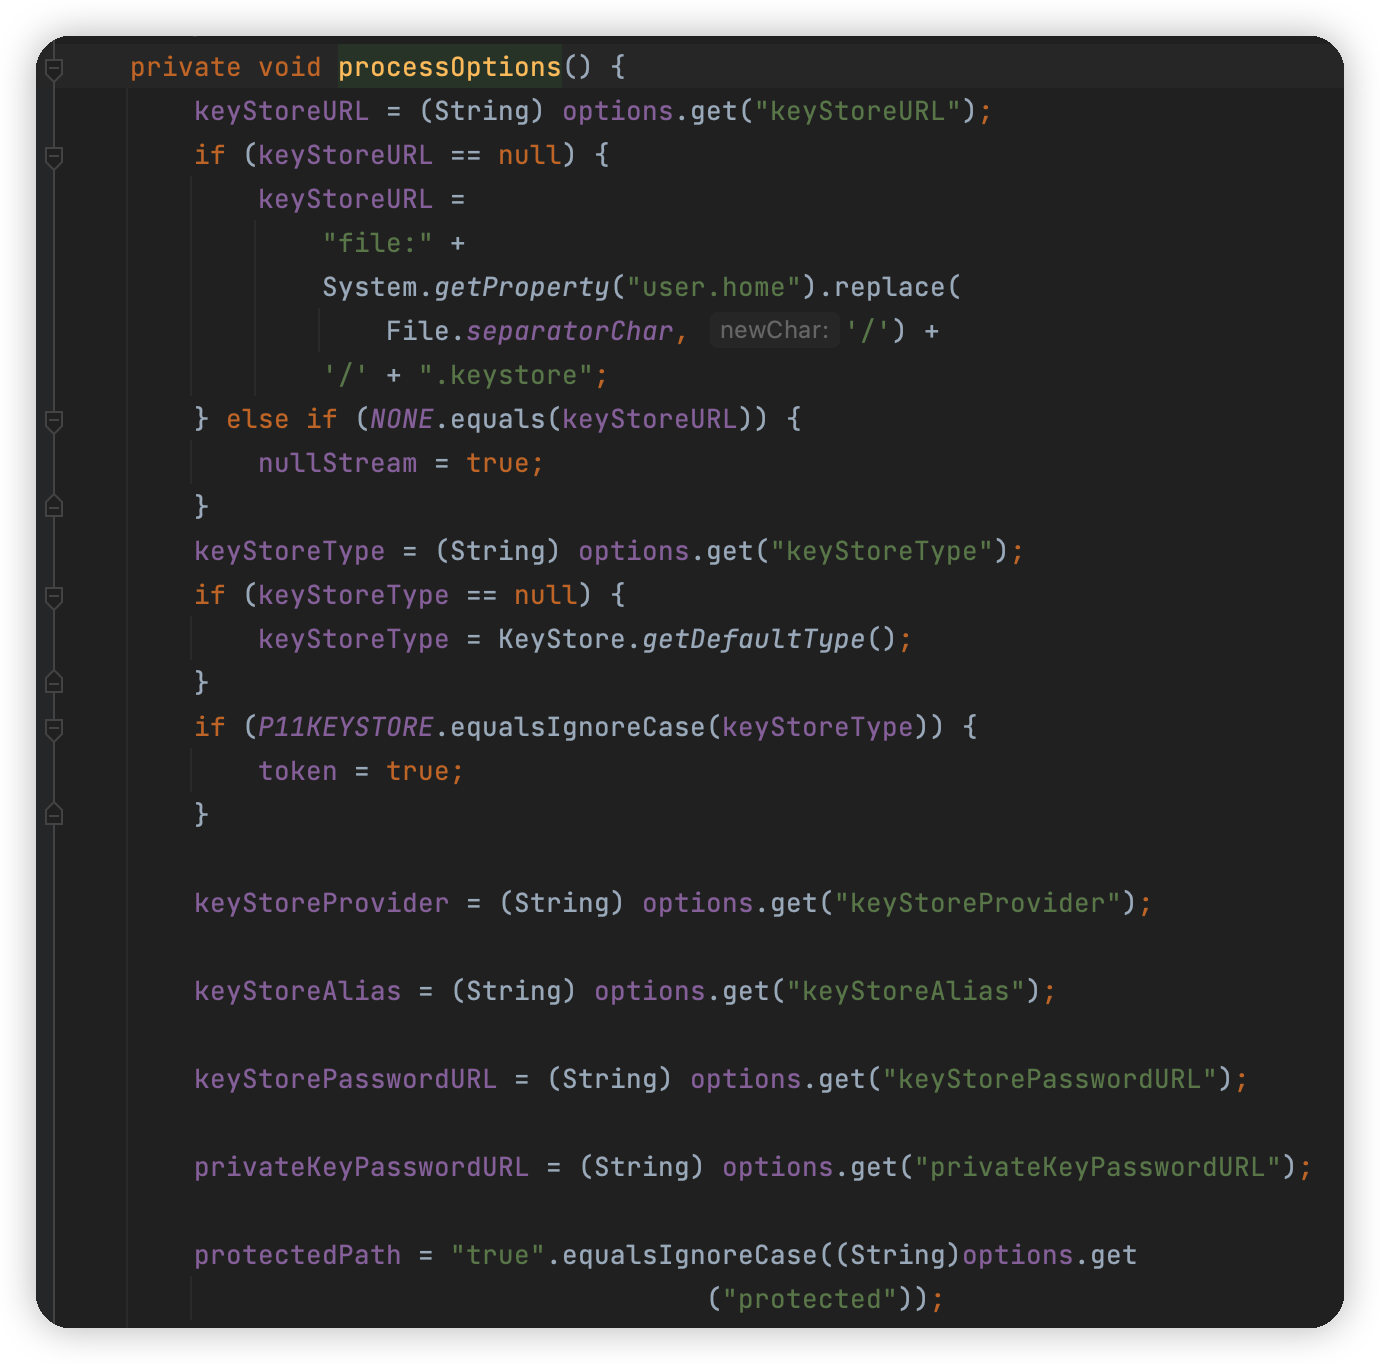 private void processOptions() {
keyStoreURL = (String) options.get("keyStoreURL");
if (keyStoreURL == null) {
keyStoreURL =
"file:" +
System.getProperty("user.home").replace(
File.separatorChar, newChar: '/') +
'/' + ".keystore";
} else if (NONE.equals(keyStoreURL)) {
nullStream = true;
}
keyStoreType = (String) options.get("keyStoreType");
if (keyStoreType == null) {
keyStoreType = KeyStore.getDefaultType();
}
if (P11KEYSTORE.equalsIgnoreCase(keyStoreType)) {
token = true;
}
keyStoreProvider = (String) options.get("keyStoreProvider");
keyStoreAlias = (String) options.get("keyStoreAlias");
keyStorePasswordURL = (String) options.get("keyStorePasswordURL");
privateKeyPasswordURL = (String) options.get("privateKeyPasswordURL");
protectedPath = "true".equalsIgnoreCase((String)options.get
("protected"));